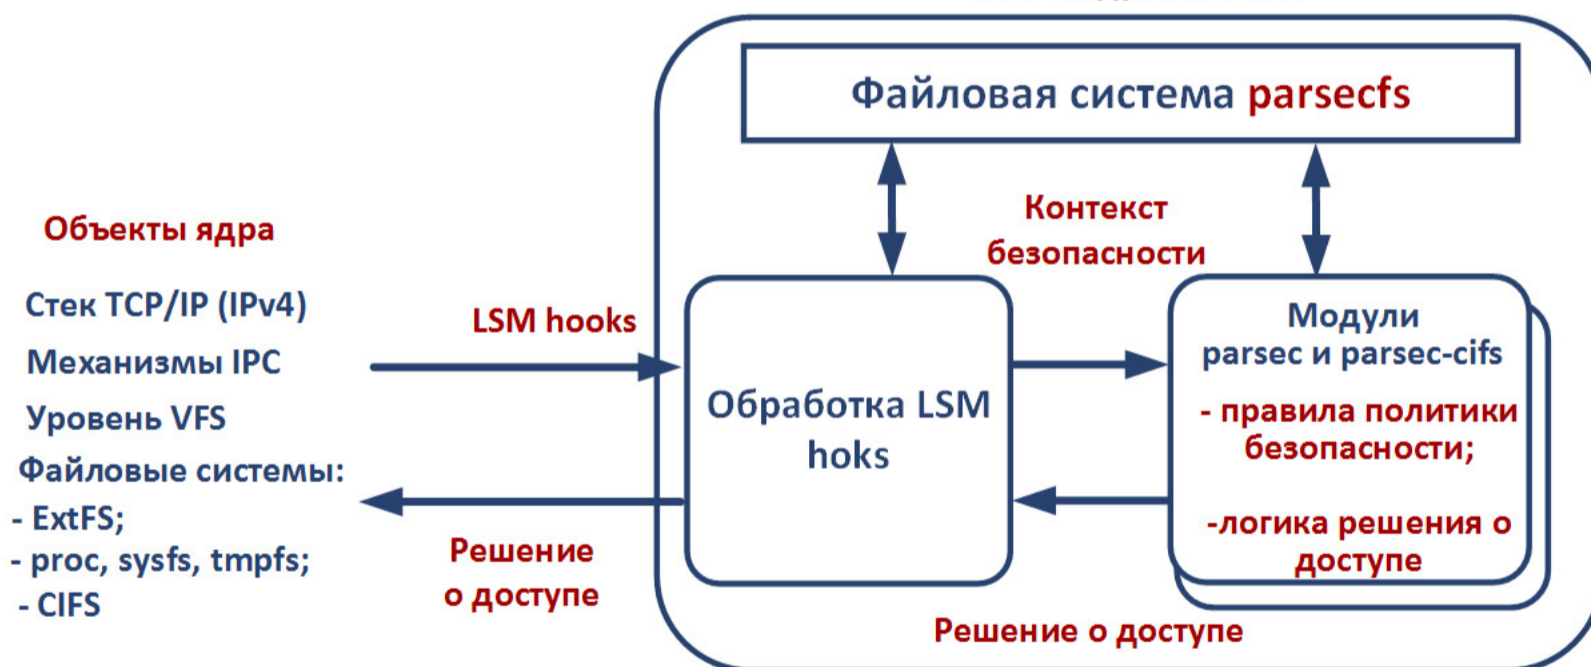 Файловая система parsecfs
Контекст
безопасности
Объекты ядра
Стек TCP/IP (IPv4)
Механизмы IPC
Уровень VFS
Файловые системы:
- ExtFS;
- proc, sysfs, tmpfs;
- CIFS
LSM hooks
Решение
о доступе
Обработка LSM
hoks
Модули
parsec и parsec-cifs
- правила политики
безопасности;
-логика решения о
доступе
Решение о доступе